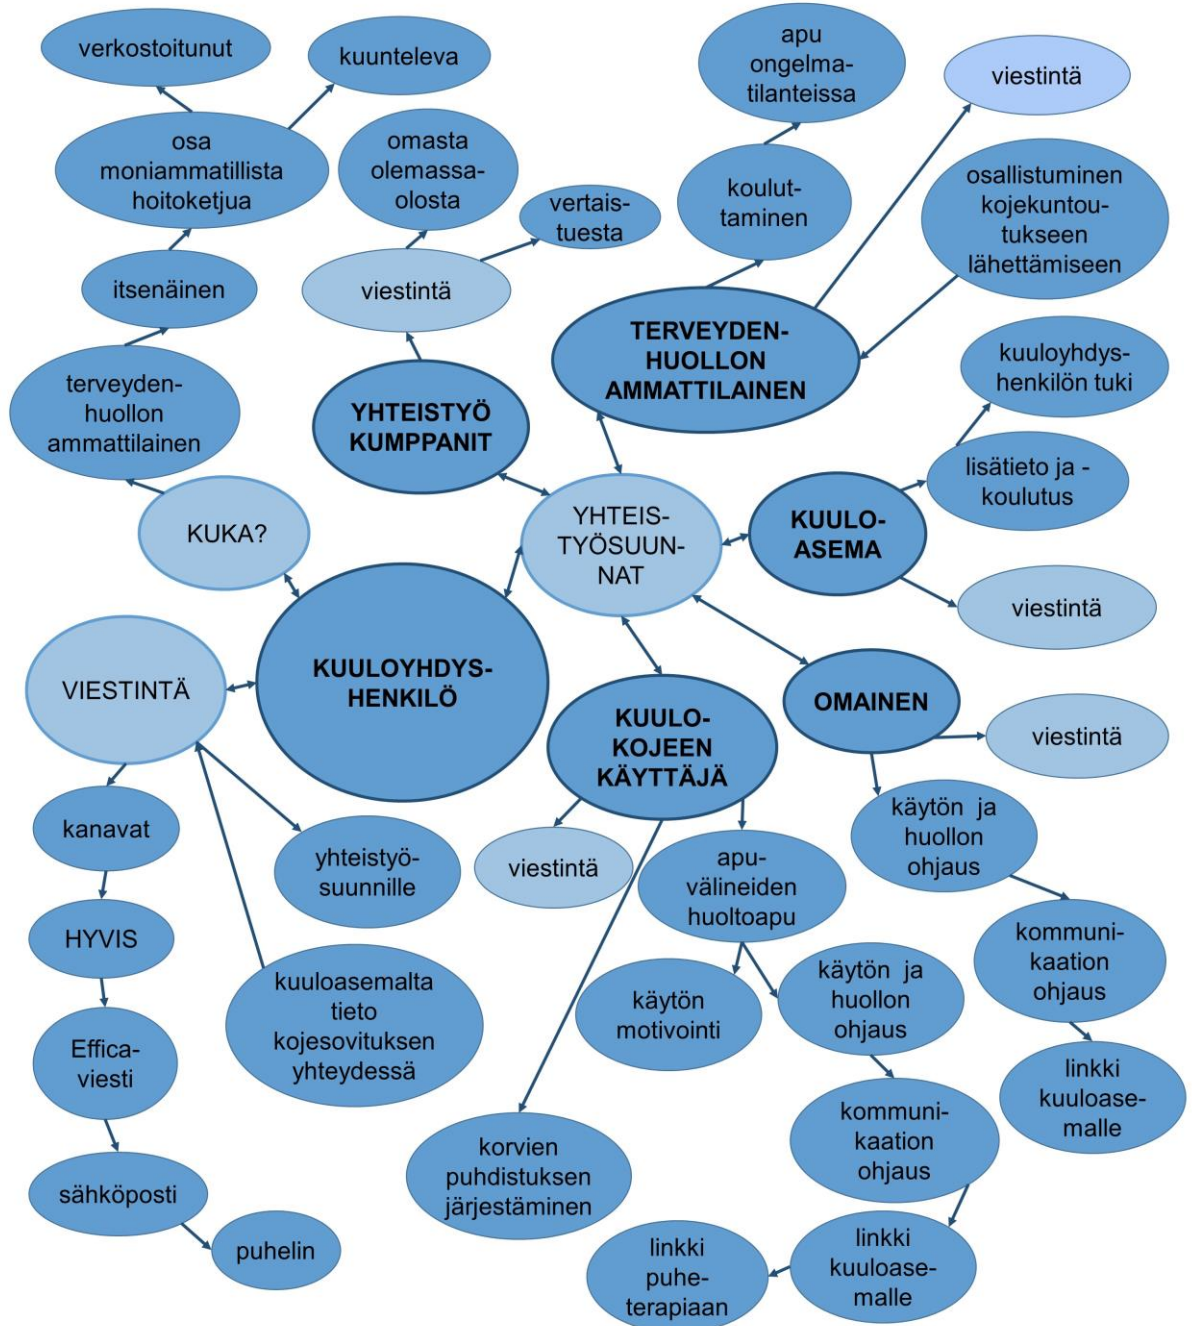 verkostoitunut
kuunteleva
apu
ongelma-
tilanteissa
viestintä
osa
moniammatillista
hoitoketjua
omasta
olemassa-
olosta
koulut-
taminen
osallistuminen
kojekuntou-
tukseen
lähettämiseen
vertais-
tuesta
itsenäinen
viestintä
TERVEYDEN-
HUOLLON
AMMATTILAINEN
kuuloyhdys-
henkilön tuki
terveyden-
huollon
ammattilainen
YHTEISTYÖ
KUMPPANIT
lisätieto ja -
koulutus
KUKA?
YHTEIS-
TYÖSUUN-
NAT
KUULO-
ASEMA
viestintä
VIESTINTÄ
KUULOYHDYS-
HENKILÖ
KUULO-
KOJEEN
KÄYTTÄJÄ
OMAINEN
viestintä
kanavat
yhteistyö-
suunnille
viestintä
apu-
välineiden
huoltoapu
käytön ja
huollon
ohjaus
HYVIS
kuuloasemalta
tieto
kojesovituksen
yhteydessä
käytön
motivointi
käytön ja
huollon
ohjaus
kommuni-
kaation
ohjaus
Effica-
viesti
linkki
kuuloase-
malle
kommuni-
kaation
ohjaus
korvien
puhdistuksen
järjestäminen
sähköposti
puhelin
linkki
puhe-
terapiaan
linkki
kuuloase-
malle